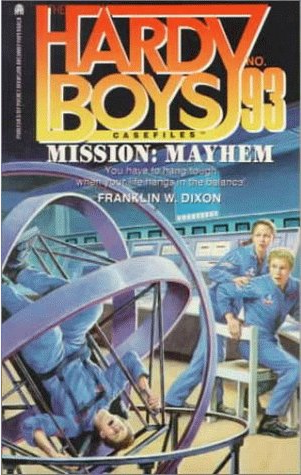 THE
HARDY
BOYS
NO.
93
CASEFILES™
MISSION: MAYHEM
You have to hang tough
when your life hangs in the balance
FRANKLIN W. DIXON